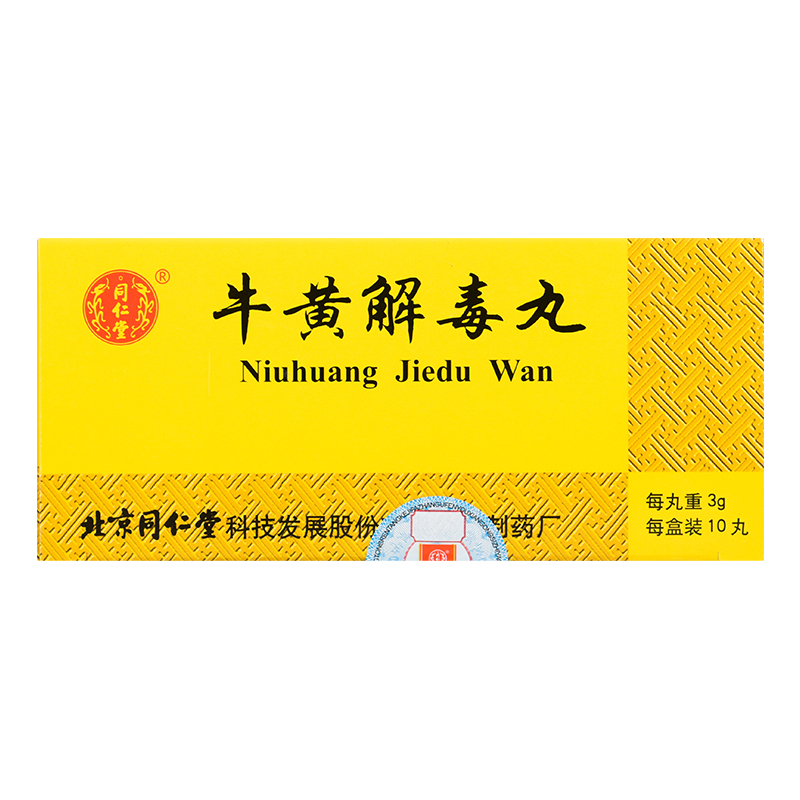 同仁堂
®
牛黄解毒丸
Niuhuang Jiedu Wan
每丸重 3g
每盒装 10 丸
北京同仁堂科技发展股份 制药厂